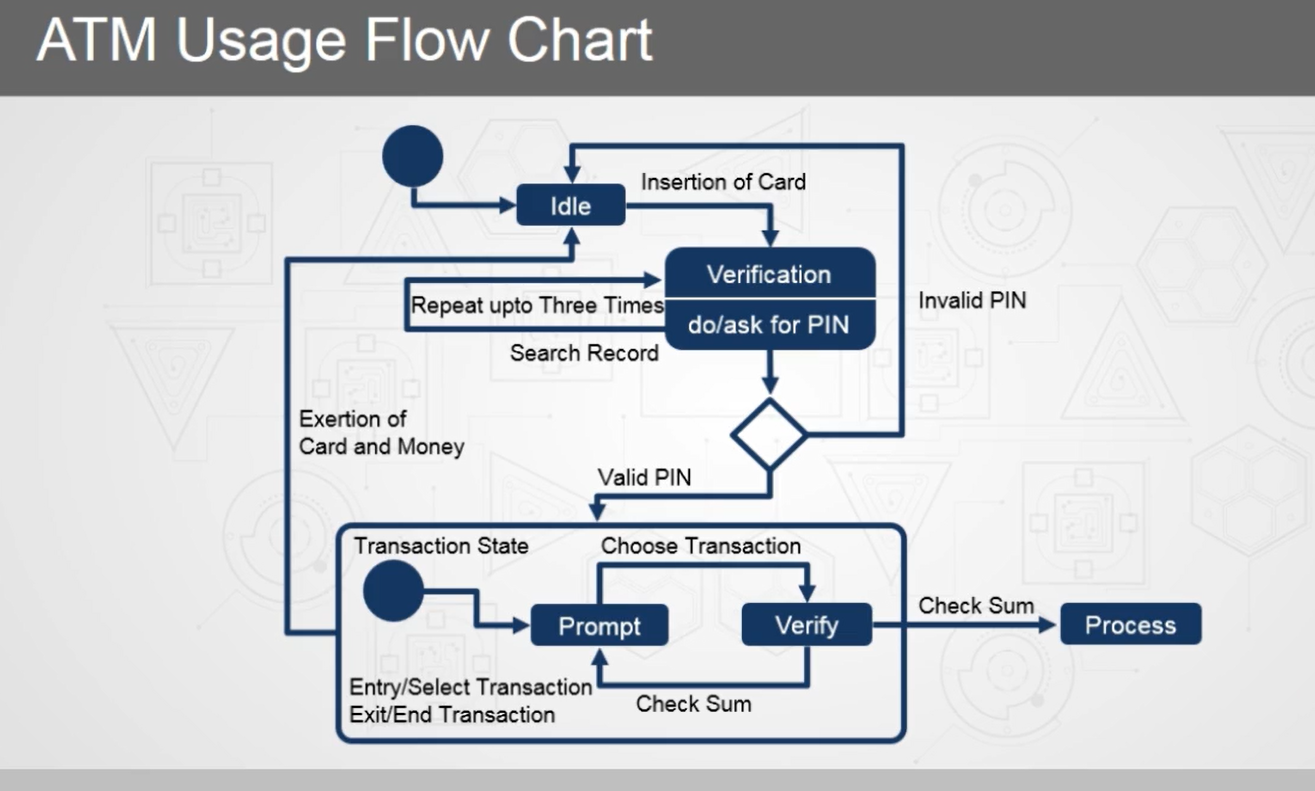 ATM Usage Flow Chart
Idle
Insertion of Card
Verification
do/ask for PIN
Repeat upto Three Times
Search Record
Invalid PIN
Exertion of
Card and Money
Valid PIN
Transaction State
Choose Transaction
Prompt
Verify
Check Sum
Process
Entry/Select Transaction
Exit/End Transaction
Check Sum